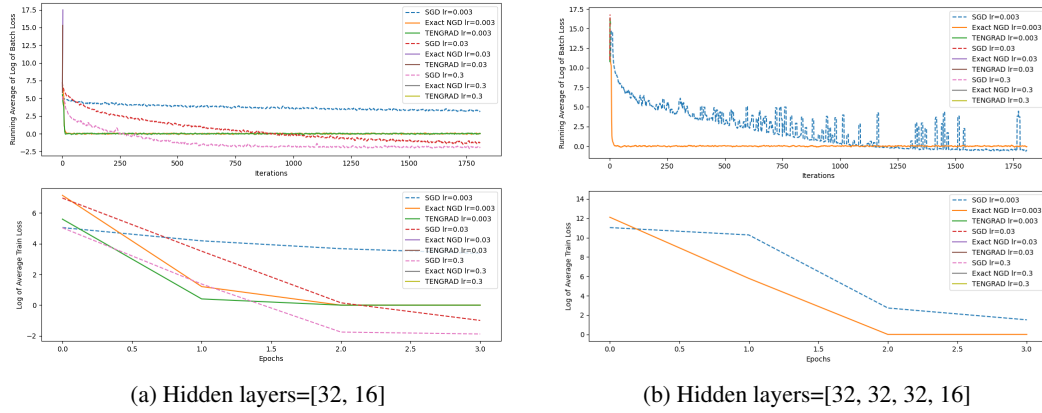 17.5
15.0
12.5
10.0
7.5
5.0
2.5
0.0
−2.5
Running Average of Log of Batch Loss
0
250
500
750
1000
1250
1500
1750
Iterations
SGD lr=0.003
Exact NGD lr=0.003
TENGRAD lr=0.003
SGD lr=0.03
Exact NGD lr=0.03
TENGRAD lr=0.03
SGD lr=0.3
Exact NGD lr=0.3
TENGRAD lr=0.3
6
4
2
0
−2
Log of Average Train Loss
0.0
0.5
1.0
1.5
2.0
2.5
3.0
Epochs
SGD lr=0.003
Exact NGD lr=0.003
TENGRAD lr=0.003
SGD lr=0.03
Exact NGD lr=0.03
TENGRAD lr=0.03
SGD lr=0.3
Exact NGD lr=0.3
TENGRAD lr=0.3
(a) Hidden layers=[32, 16]
17.5
15.0
12.5
10.0
7.5
5.0
2.5
0.0
Running Average of Log of Batch Loss
0
250
500
750
1000
1250
1500
1750
Iterations
SGD lr=0.003
Exact NGD lr=0.003
TENGRAD lr=0.003
SGD lr=0.03
Exact NGD lr=0.03
TENGRAD lr=0.03
SGD lr=0.3
Exact NGD lr=0.3
TENGRAD lr=0.3
14
12
10
8
6
4
2
0
Log of Average Train Loss
0.0
0.5
1.0
1.5
2.0
2.5
3.0
Epochs
SGD lr=0.003
Exact NGD lr=0.003
TENGRAD lr=0.003
SGD lr=0.03
Exact NGD lr=0.03
TENGRAD lr=0.03
SGD lr=0.3
Exact NGD lr=0.3
TENGRAD lr=0.3
(b) Hidden layers=[32, 32, 32, 16]